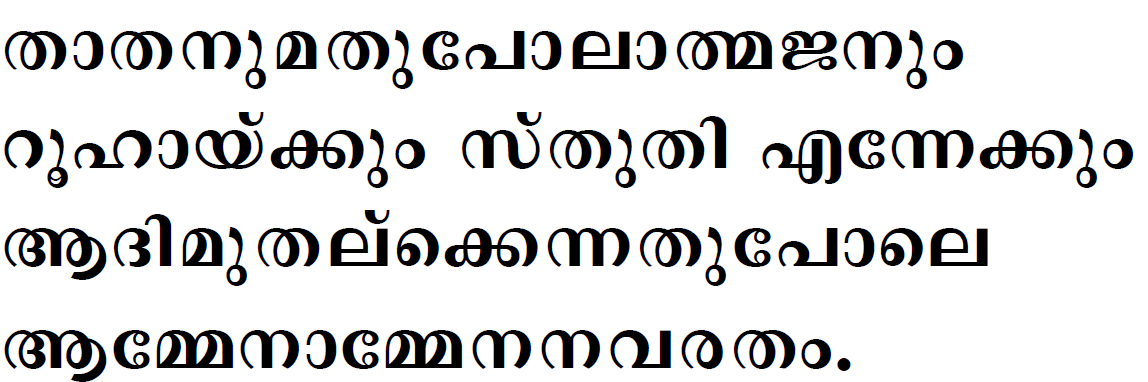 താതനുമതുപോലാത്മജനും
റൂഹായ്ക്കും സ്തുതി എന്നേക്കും
ആദിമുതല്ക്കെന്നതുപോലെ
ആമ്മേനാമ്മേനനവരതം.